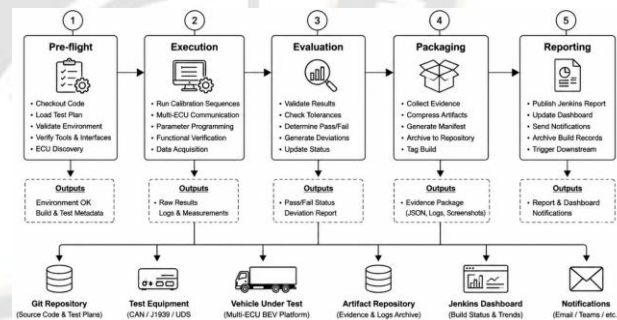 1
Pre-flight
• Checkout Code
• Load Test Plan
• Validate Environment
• Verify Tools & Interfaces
• ECU Discovery
2
Execution
• Run Calibration Sequences
• Multi-ECU Communication
• Parameter Programming
• Functional Verification
• Data Acquisition
3
Evaluation
• Validate Results
• Check Tolerances
• Determine Pass/Fail
• Generate Deviations
• Update Status
4
Packaging
• Collect Evidence
• Compress Artifacts
• Generate Manifest
• Archive to Repository
• Tag Build
5
Reporting
• Publish Jenkins Report
• Update Dashboard
• Send Notifications
• Archive Build Records
• Trigger Downstream
Outputs
Environment OK
Build & Test Metadata
Outputs
• Raw Results
Logs & Measurements
Outputs
• Pass/Fail Status
Deviation Report
Outputs
• Evidence Package
(JSON, Logs, Screenshots)
Outputs
• Report & Dashboard
Notifications
Git Repository
(Source Code & Test Plans)
Test Equipment
(CAN / J1939 / UDS
Vehicle Under Test
(Multi-ECU BEV Platform)
Artifact Repository
(Evidence & Logs Archive)
Jenkins Dashboard
(Build Status & Trends)
Notifications
(Email / Teams / etc.)